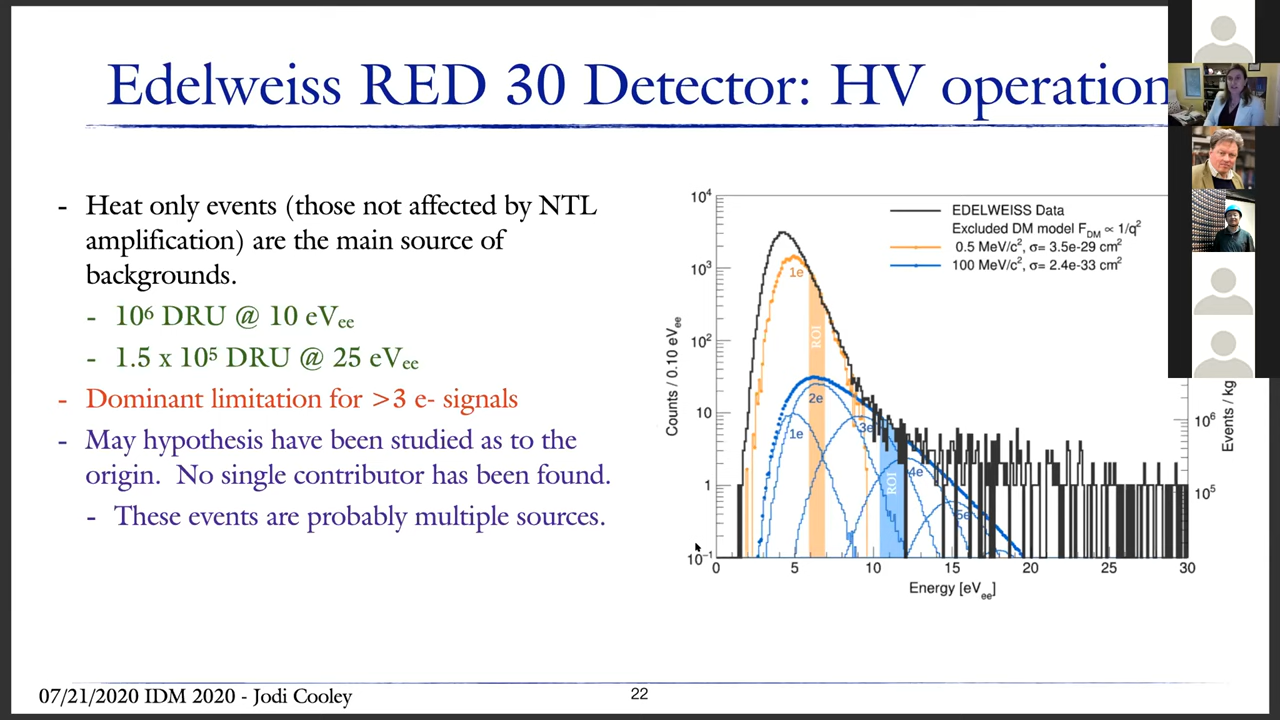 Edelweiss RED 30 Detector: HV operation
- Heat only events (those not affected by NTL
amplification) are the main source of
backgrounds.
- 10⁶ DRU @ 10 eVₑₑ
- 1.5 x 10⁵ DRU @ 25 eVₑₑ
- Dominant limitation for >3 e- signals
- May hypothesis have been studied as to the
origin. No single contributor has been found.
- These events are probably multiple sources.
EDELWEISS Data
Excluded DM model F_DM ∝ 1/q²
0.5 MeV/c², σ= 3.5e-29 cm²
100 MeV/c², σ= 2.4e-33 cm²
10⁴
10³
10²
10
1
10⁻¹
Counts / 0.10 eVₑₑ
1e
ROI
2e
1e
3e
ROI
4e
5e
10⁶
10⁵
Events / kg
0 5 10 15 20 25 30
Energy [eVₑₑ]
07/21/2020 IDM 2020 - Jodi Cooley
22